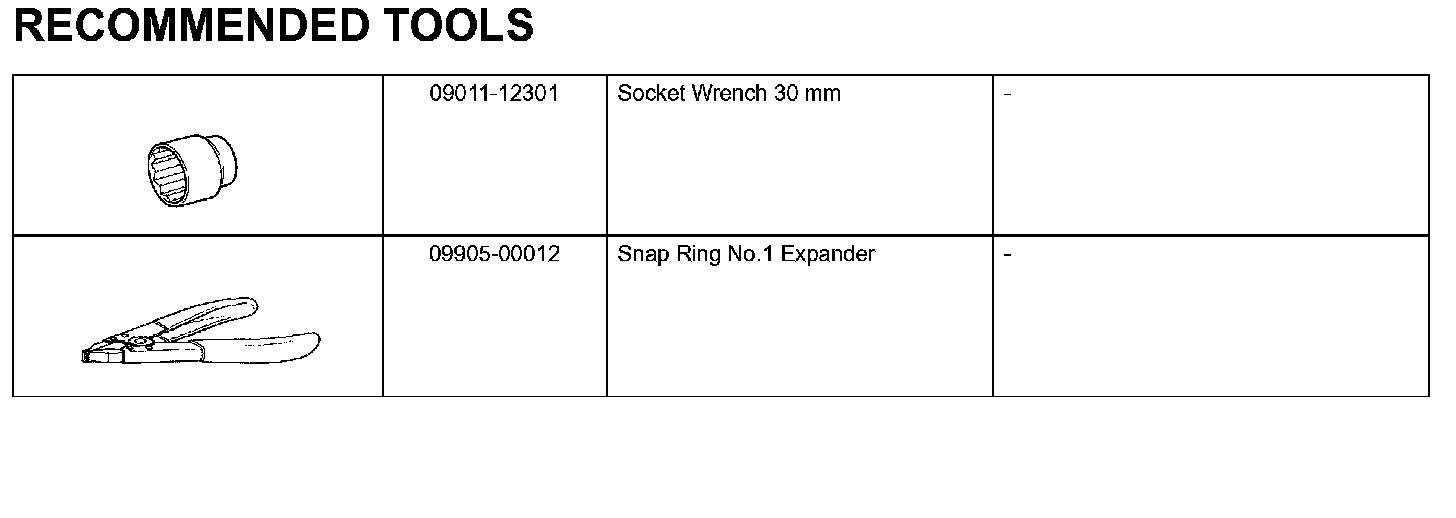 RECOMMENDED TOOLS
09011-12301 Socket Wrench 30 mm -
09905-00012 Snap Ring No.1 Expander -